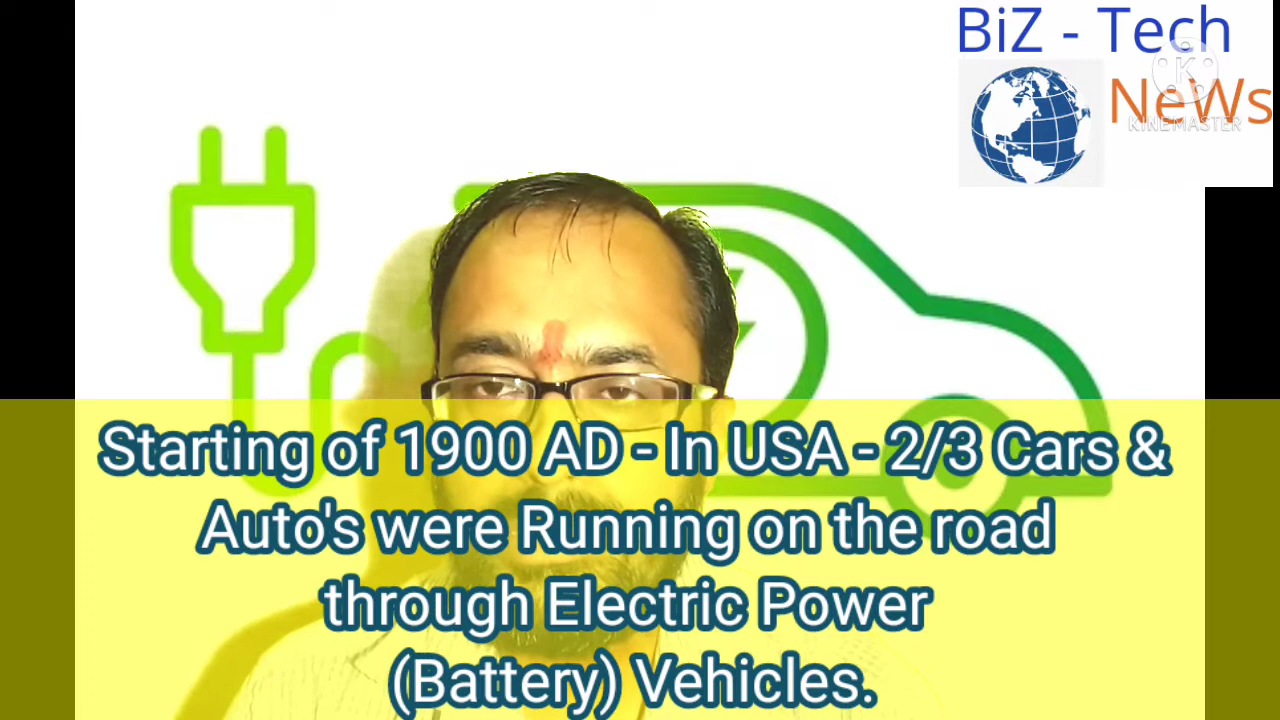 BiZ - Tech
NeWs
K
KINEMASTER
Starting of 1900 AD - In USA - 2/3 Cars &
Auto's were Running on the road
through Electric Power
(Battery) Vehicles.